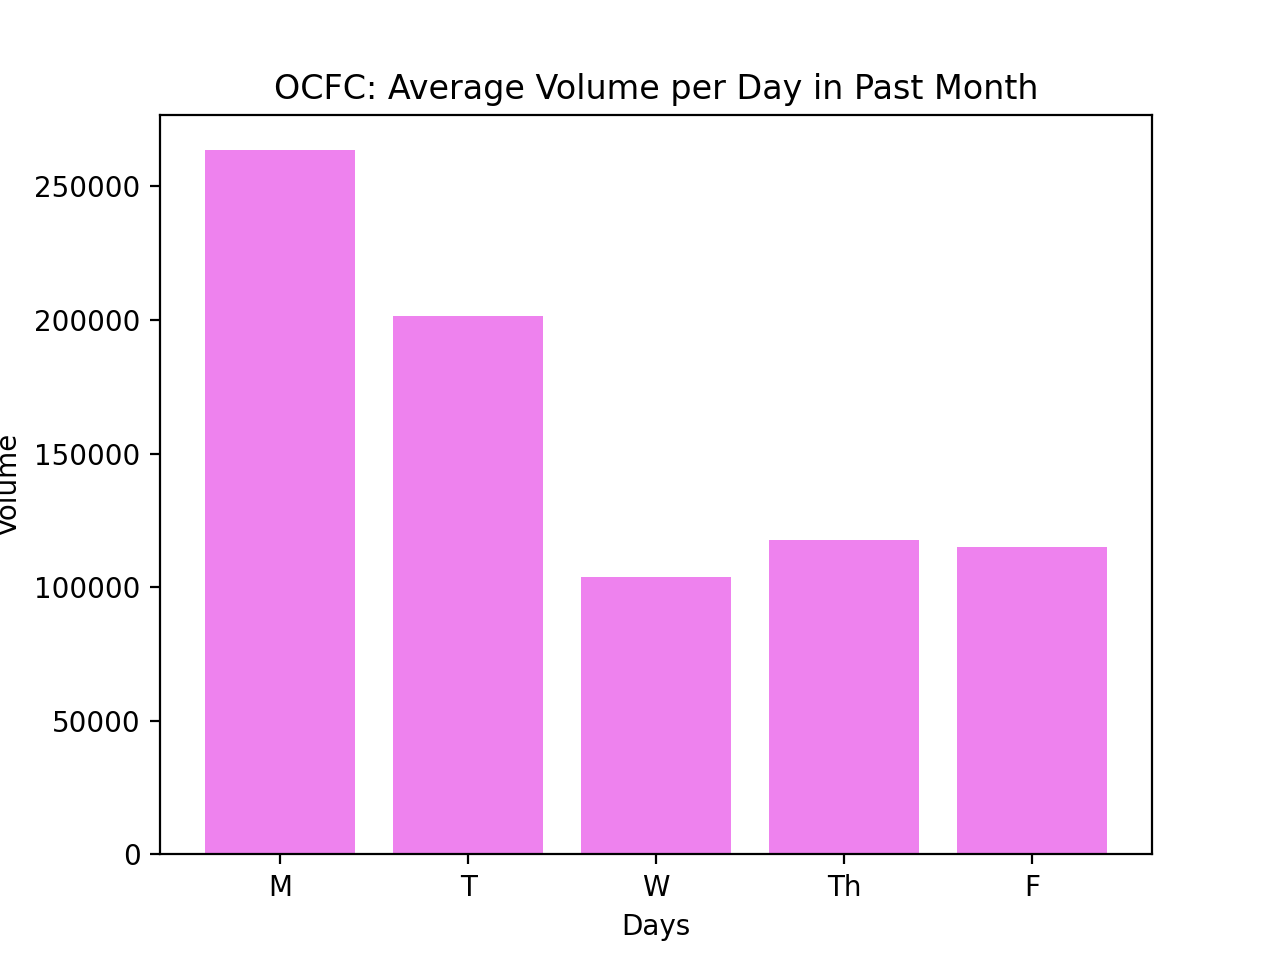 OCFC: Average Volume per Day in Past Month
250000
200000
150000
100000
50000
0
Volume
M T W Th F
Days